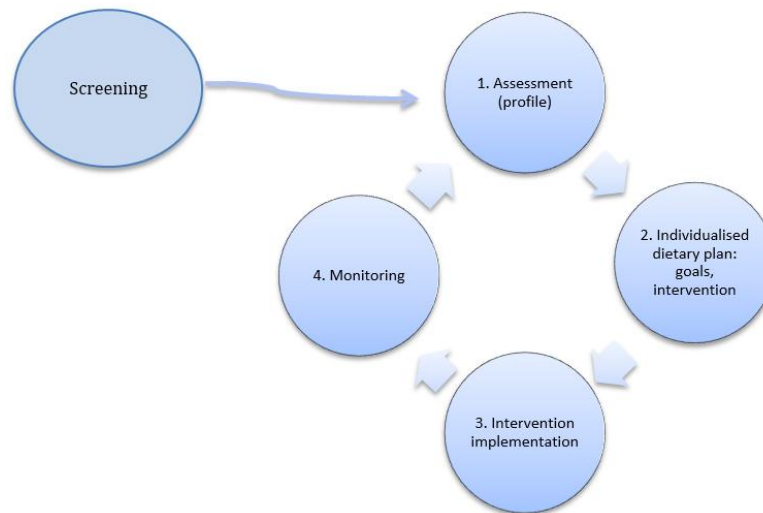 Screening
1. Assessment
(profile)
2. Individualised
dietary plan:
goals,
intervention
3. Intervention
implementation
4. Monitoring